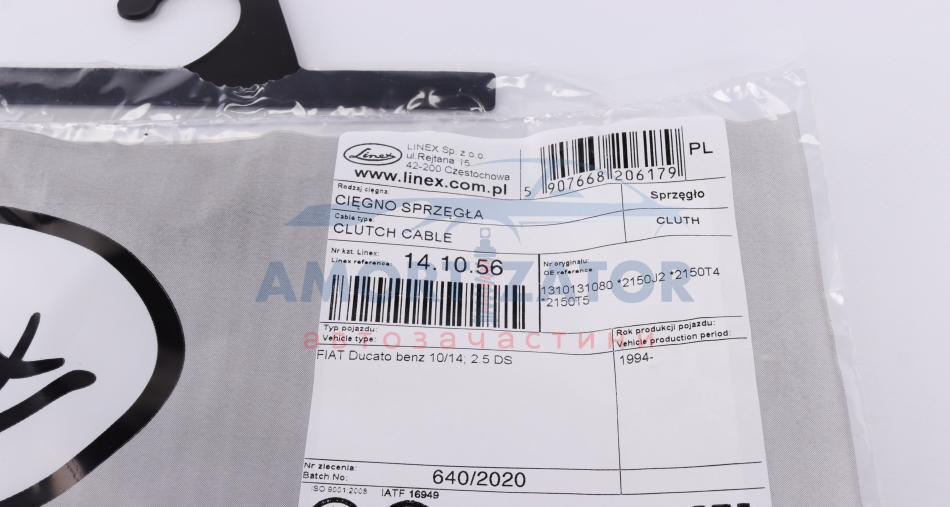 Linex
LINEX Sp. z o.o.
ul.Rejtana 15
42-200 Częstochowa
www.linex.com.pl
5 907668 206179
PL
Rodzaj cięgna:
CIĘGNO SPRZĘGŁA
Sprzęgło
Cable type:
CLUTCH CABLE
CLUTH
Nr kat. Linex:
Linex reference:
14.10.56
Nr oryginału:
OE reference
1310131080 *2150J2 *2150T4
*2150T5
AMORTIZATOR
автозачастини
Typ pojazdu:
Vehicle type:
FIAT Ducato benz 10/14; 2.5 DS
Rok produkcji pojazdu:
Vehicle production period:
1994-
Nr zlecenia:
Batch No:
640/2020
ISO 9001:2008
IATF 16949